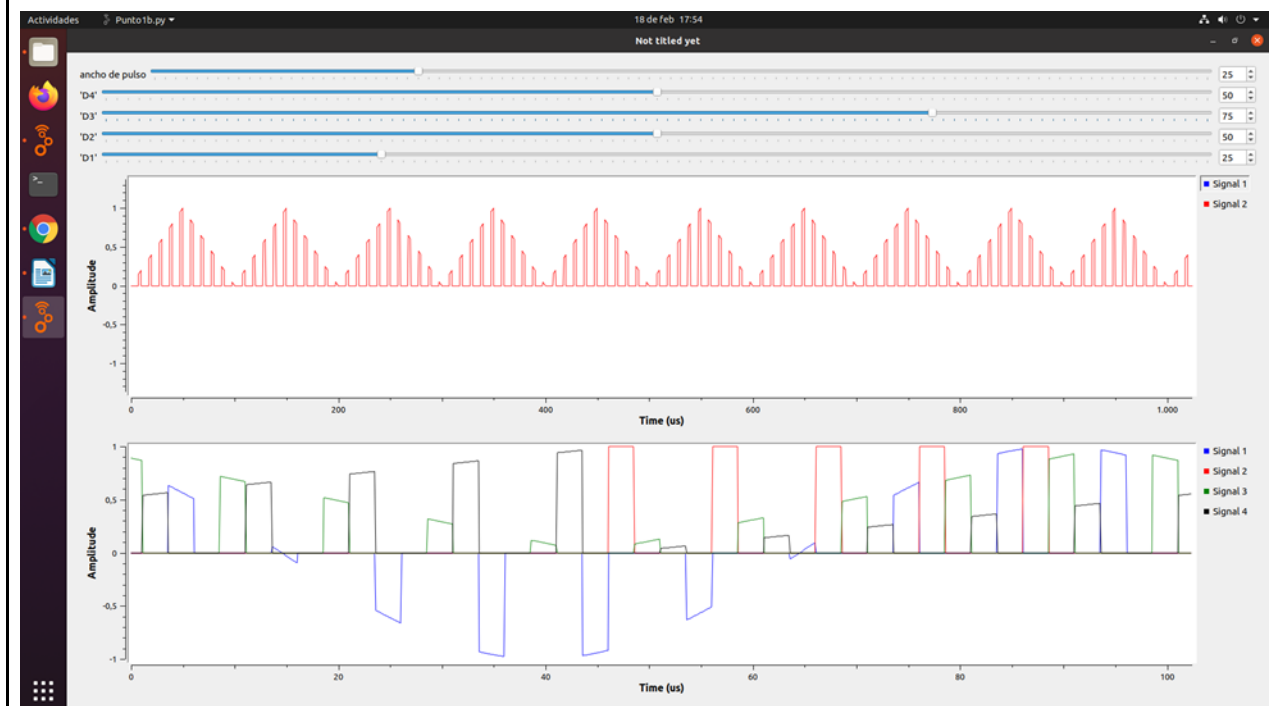 Actividades Punto1b.py 18 de feb 17:54
Not titled yet
ancho de pulso 25
'D4' 50
'D3' 75
'D2' 50
'D1' 25
Signal 1
Signal 2
1
0,5
0
-0,5
-1
Amplitude
0 200 400 600 800 1.000
Time (us)
Signal 1
Signal 2
Signal 3
Signal 4
1
0,5
0
-0,5
-1
Amplitude
0 20 40 60 80 100
Time (us)